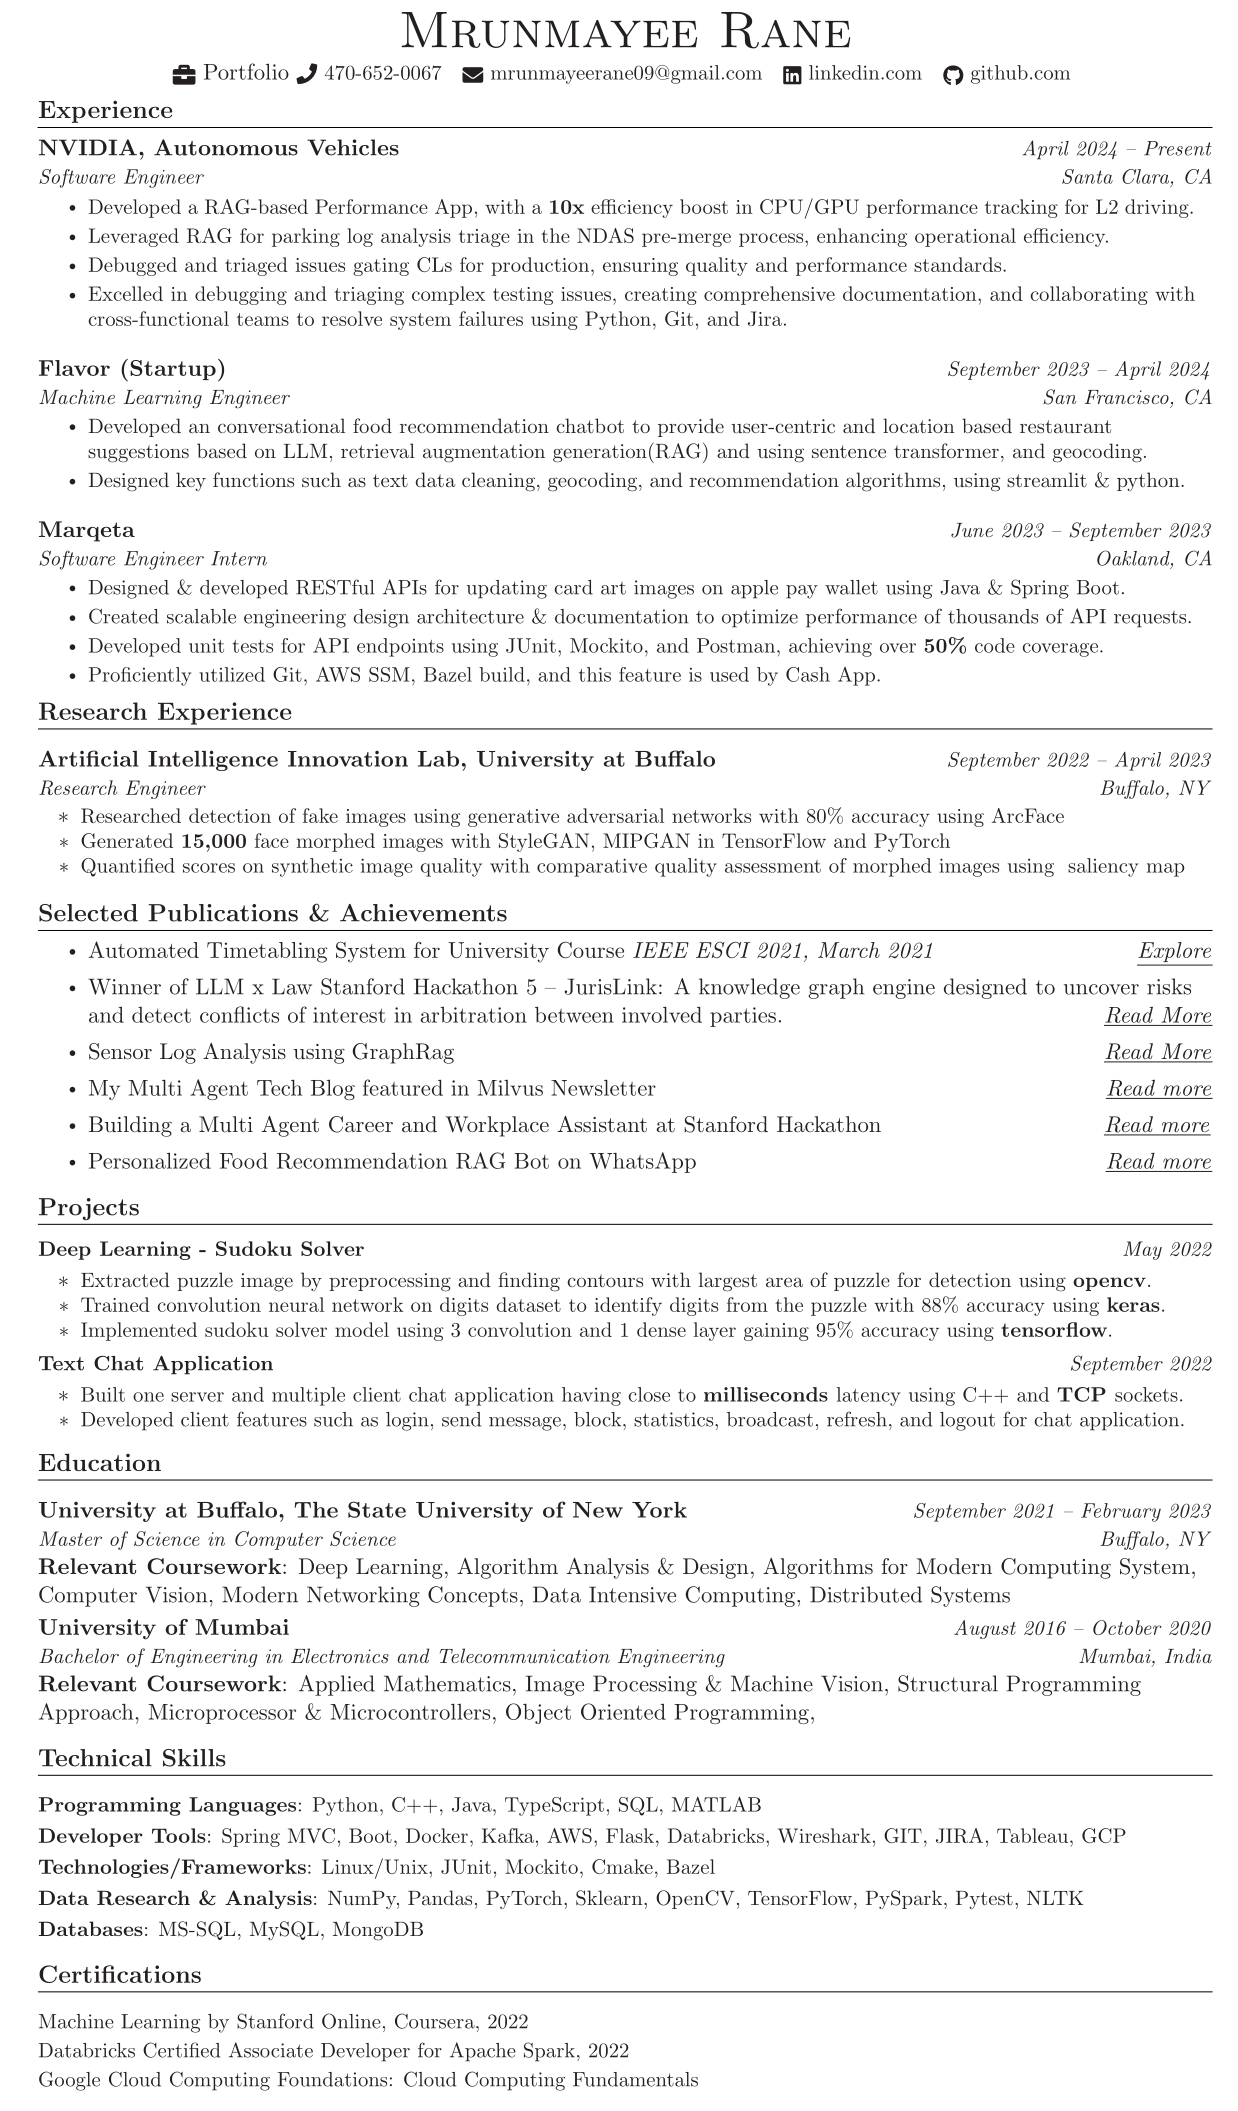 Mrunmayee Rane
Portfolio 470-652-0067 mrunmayeerane09@gmail.com linkedin.com github.com
Experience
NVIDIA, Autonomous Vehicles April 2024 – Present
Software Engineer Santa Clara, CA
• Developed a RAG-based Performance App, with a 10x efficiency boost in CPU/GPU performance tracking for L2 driving.
• Leveraged RAG for parking log analysis triage in the NDAS pre-merge process, enhancing operational efficiency.
• Debugged and triaged issues gating CLs for production, ensuring quality and performance standards.
• Excelled in debugging and triaging complex testing issues, creating comprehensive documentation, and collaborating with
cross-functional teams to resolve system failures using Python, Git, and Jira.
Flavor (Startup) September 2023 – April 2024
Machine Learning Engineer San Francisco, CA
• Developed an conversational food recommendation chatbot to provide user-centric and location based restaurant
suggestions based on LLM, retrieval augmentation generation(RAG) and using sentence transformer, and geocoding.
• Designed key functions such as text data cleaning, geocoding, and recommendation algorithms, using streamlit & python.
Marqeta June 2023 – September 2023
Software Engineer Intern Oakland, CA
• Designed & developed RESTful APIs for updating card art images on apple pay wallet using Java & Spring Boot.
• Created scalable engineering design architecture & documentation to optimize performance of thousands of API requests.
• Developed unit tests for API endpoints using JUnit, Mockito, and Postman, achieving over 50% code coverage.
• Proficiently utilized Git, AWS SSM, Bazel build, and this feature is used by Cash App.
Research Experience
Artificial Intelligence Innovation Lab, University at Buffalo September 2022 – April 2023
Research Engineer Buffalo, NY
∗ Researched detection of fake images using generative adversarial networks with 80% accuracy using ArcFace
∗ Generated 15,000 face morphed images with StyleGAN, MIPGAN in TensorFlow and PyTorch
∗ Quantified scores on synthetic image quality with comparative quality assessment of morphed images using saliency map
Selected Publications & Achievements
• Automated Timetabling System for University Course IEEE ESCI 2021, March 2021 Explore
• Winner of LLM x Law Stanford Hackathon 5 – JurisLink: A knowledge graph engine designed to uncover risks
and detect conflicts of interest in arbitration between involved parties. Read More
• Sensor Log Analysis using GraphRag Read More
• My Multi Agent Tech Blog featured in Milvus Newsletter Read more
• Building a Multi Agent Career and Workplace Assistant at Stanford Hackathon Read more
• Personalized Food Recommendation RAG Bot on WhatsApp Read more
Projects
Deep Learning - Sudoku Solver May 2022
∗ Extracted puzzle image by preprocessing and finding contours with largest area of puzzle for detection using opencv.
∗ Trained convolution neural network on digits dataset to identify digits from the puzzle with 88% accuracy using keras.
∗ Implemented sudoku solver model using 3 convolution and 1 dense layer gaining 95% accuracy using tensorflow.
Text Chat Application September 2022
∗ Built one server and multiple client chat application having close to milliseconds latency using C++ and TCP sockets.
∗ Developed client features such as login, send message, block, statistics, broadcast, refresh, and logout for chat application.
Education
University at Buffalo, The State University of New York September 2021 – February 2023
Master of Science in Computer Science Buffalo, NY
Relevant Coursework: Deep Learning, Algorithm Analysis & Design, Algorithms for Modern Computing System,
Computer Vision, Modern Networking Concepts, Data Intensive Computing, Distributed Systems
University of Mumbai August 2016 – October 2020
Bachelor of Engineering in Electronics and Telecommunication Engineering Mumbai, India
Relevant Coursework: Applied Mathematics, Image Processing & Machine Vision, Structural Programming
Approach, Microprocessor & Microcontrollers, Object Oriented Programming,
Technical Skills
Programming Languages: Python, C++, Java, TypeScript, SQL, MATLAB
Developer Tools: Spring MVC, Boot, Docker, Kafka, AWS, Flask, Databricks, Wireshark, GIT, JIRA, Tableau, GCP
Technologies/Frameworks: Linux/Unix, JUnit, Mockito, Cmake, Bazel
Data Research & Analysis: NumPy, Pandas, PyTorch, Sklearn, OpenCV, TensorFlow, PySpark, Pytest, NLTK
Databases: MS-SQL, MySQL, MongoDB
Certifications
Machine Learning by Stanford Online, Coursera, 2022
Databricks Certified Associate Developer for Apache Spark, 2022
Google Cloud Computing Foundations: Cloud Computing Fundamentals